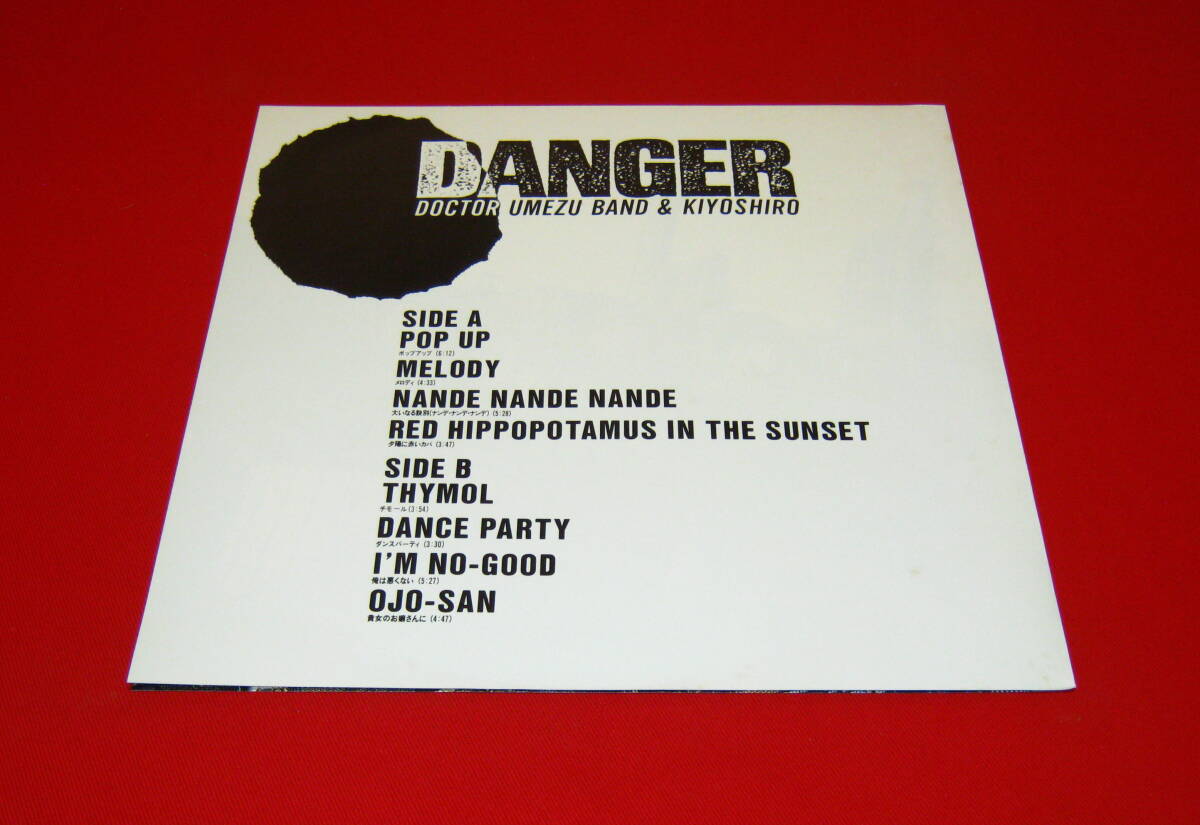 DANGER
DOCTOR UMEZU BAND & KIYOSHIRO
SIDE A
POP UP
ポップアップ (6:12)
MELODY
メロディ (4:33)
NANDE NANDE NANDE
大いなる訣別(ナンデ・ナンデ・ナンデ) (5:28)
RED HIPPOPOTAMUS IN THE SUNSET
夕陽に赤いカバ (3:47)
SIDE B
THYMOL
チモール (3:54)
DANCE PARTY
ダンスパーティ (3:30)
I'M NO-GOOD
俺は悪くない (5:27)
OJO-SAN
貴女のお嬢さんに (4:47)